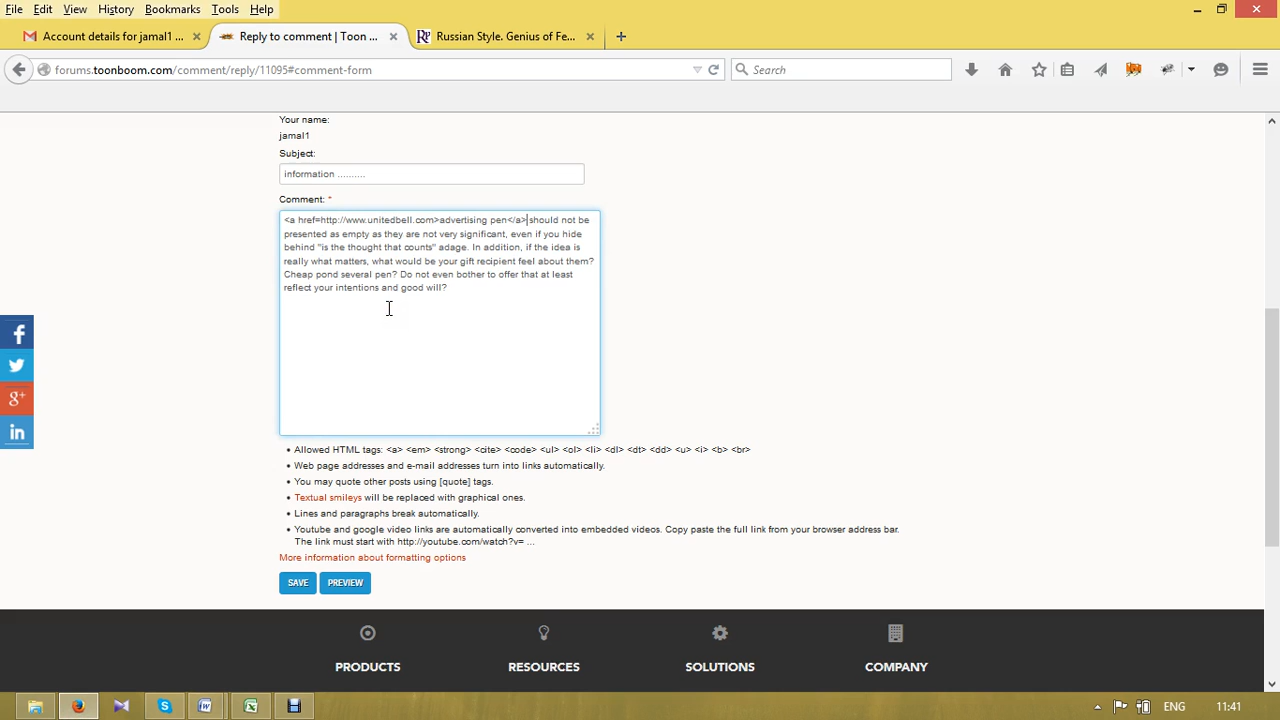 File Edit View History Bookmarks Tools Help
Account details for jamal1 ... Reply to comment | Toon ... Russian Style. Genius of Fe...
forums.toonboom.com/comment/reply/11095#comment-form Search
Your name:
jamal1
Subject:
information ..........
Comment: *
<a href=http://www.unitedbell.com>advertising pen</a> should not be
presented as empty as they are not very significant, even if you hide
behind "is the thought that counts" adage. In addition, if the idea is
really what matters, what would be your gift recipient feel about them?
Cheap pond several pen? Do not even bother to offer that at least
reflect your intentions and good will?
Allowed HTML tags: <a> <em> <strong> <cite> <code> <ul> <ol> <li> <dl> <dt> <dd> <u> <i> <b> <br>
Web page addresses and e-mail addresses turn into links automatically.
You may quote other posts using [quote] tags.
Textual smileys will be replaced with graphical ones.
Lines and paragraphs break automatically.
Youtube and google video links are automatically converted into embedded videos. Copy paste the full link from your browser address bar.
The link must start with http://youtube.com/watch?v= ...
More information about formatting options
SAVE PREVIEW
PRODUCTS RESOURCES SOLUTIONS COMPANY
ENG 11:41